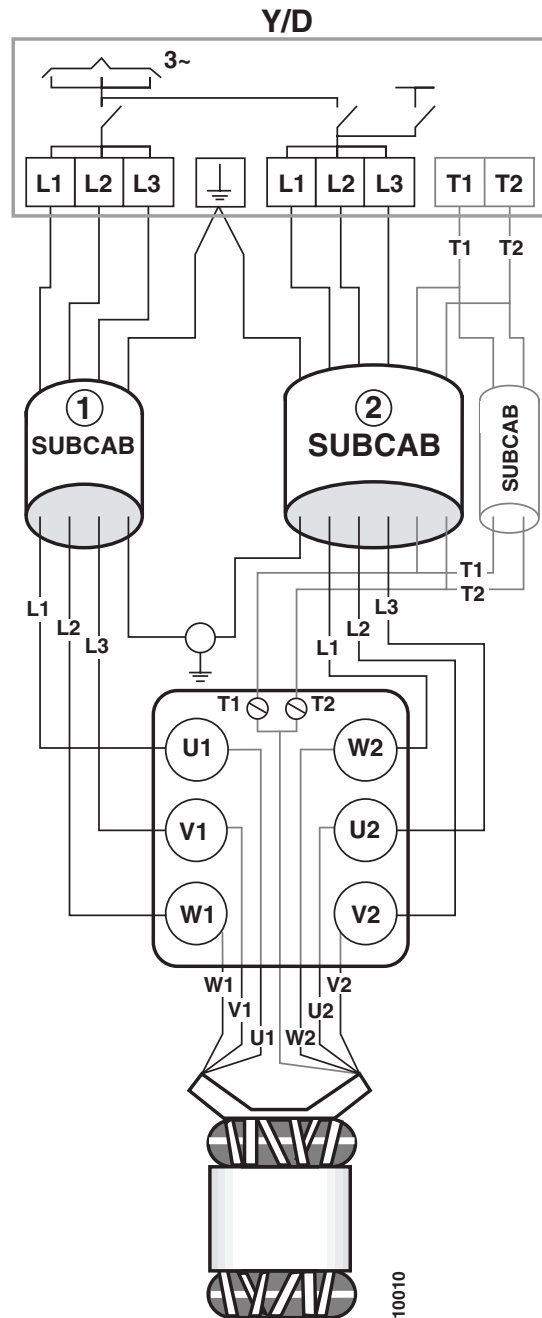 Y/D
3~
L1 L2 L3 L1 L2 L3 T1 T2
T1 T2
1
SUBCAB
2
SUBCAB
SUBCAB
T1
T2
L1
L2
L3
L1
L2
L3
T1 T2
U1 W2
V1 U2
W1 V2
W1
V1
U1
W2
U2
V2
10010